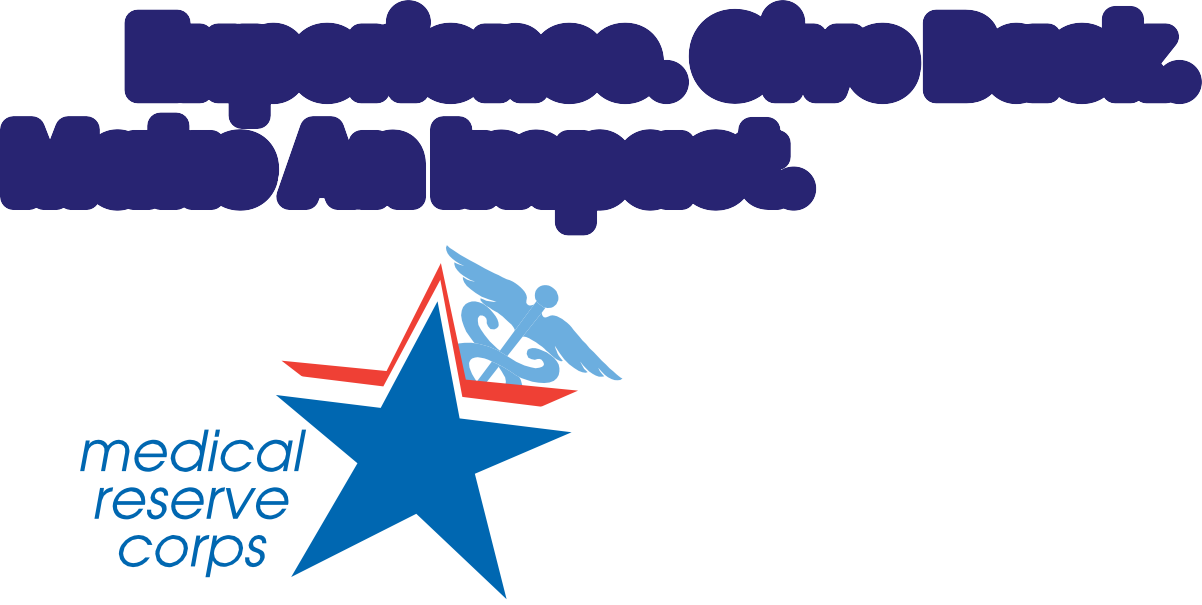 Experience. Give Back.
Make An Impact.
medical
reserve
corps